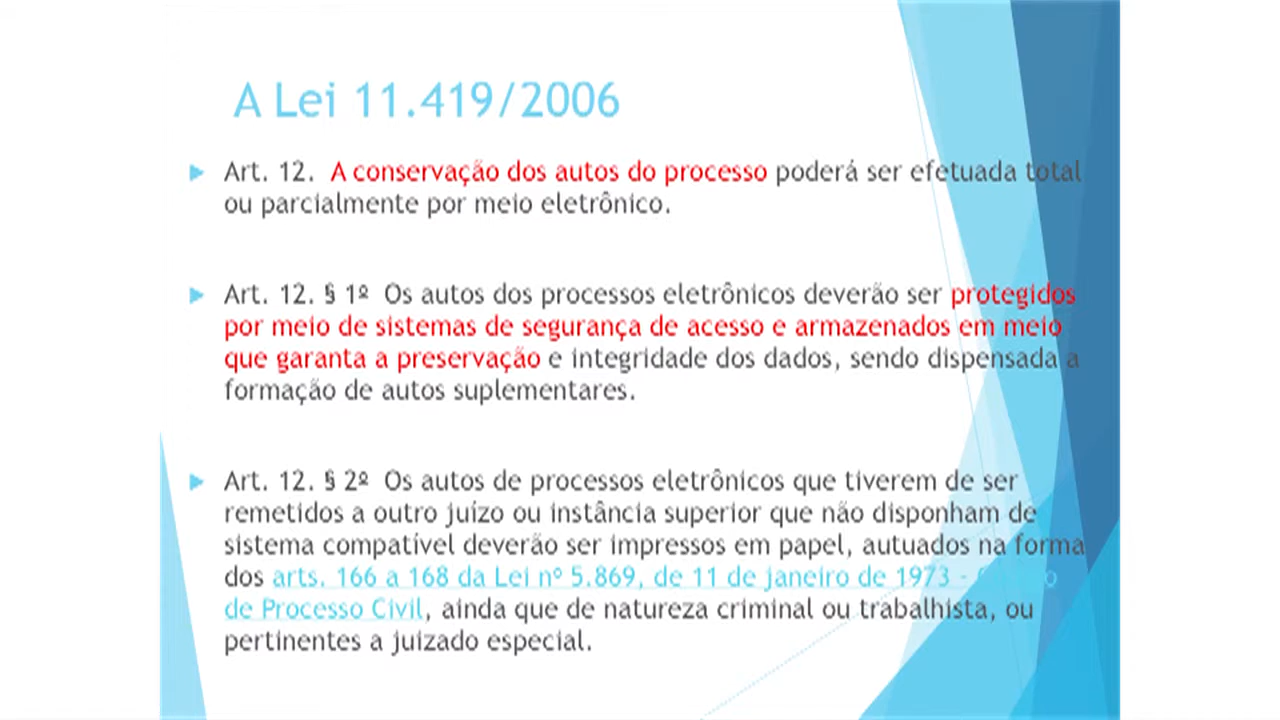 A Lei 11.419/2006
Art. 12. A conservação dos autos do processo poderá ser efetuada total
ou parcialmente por meio eletrônico.
Art. 12. § 1º Os autos dos processos eletrônicos deverão ser protegidos
por meio de sistemas de segurança de acesso e armazenados em meio
que garanta a preservação e integridade dos dados, sendo dispensada a
formação de autos suplementares.
Art. 12. § 2º Os autos de processos eletrônicos que tiverem de ser
remetidos a outro juízo ou instância superior que não disponham de
sistema compatível deverão ser impressos em papel, autuados na forma
dos arts. 166 a 168 da Lei nº 5.869, de 11 de janeiro de 1973 -
de Processo Civil, ainda que de natureza criminal ou trabalhista, ou
pertinentes a juizado especial.